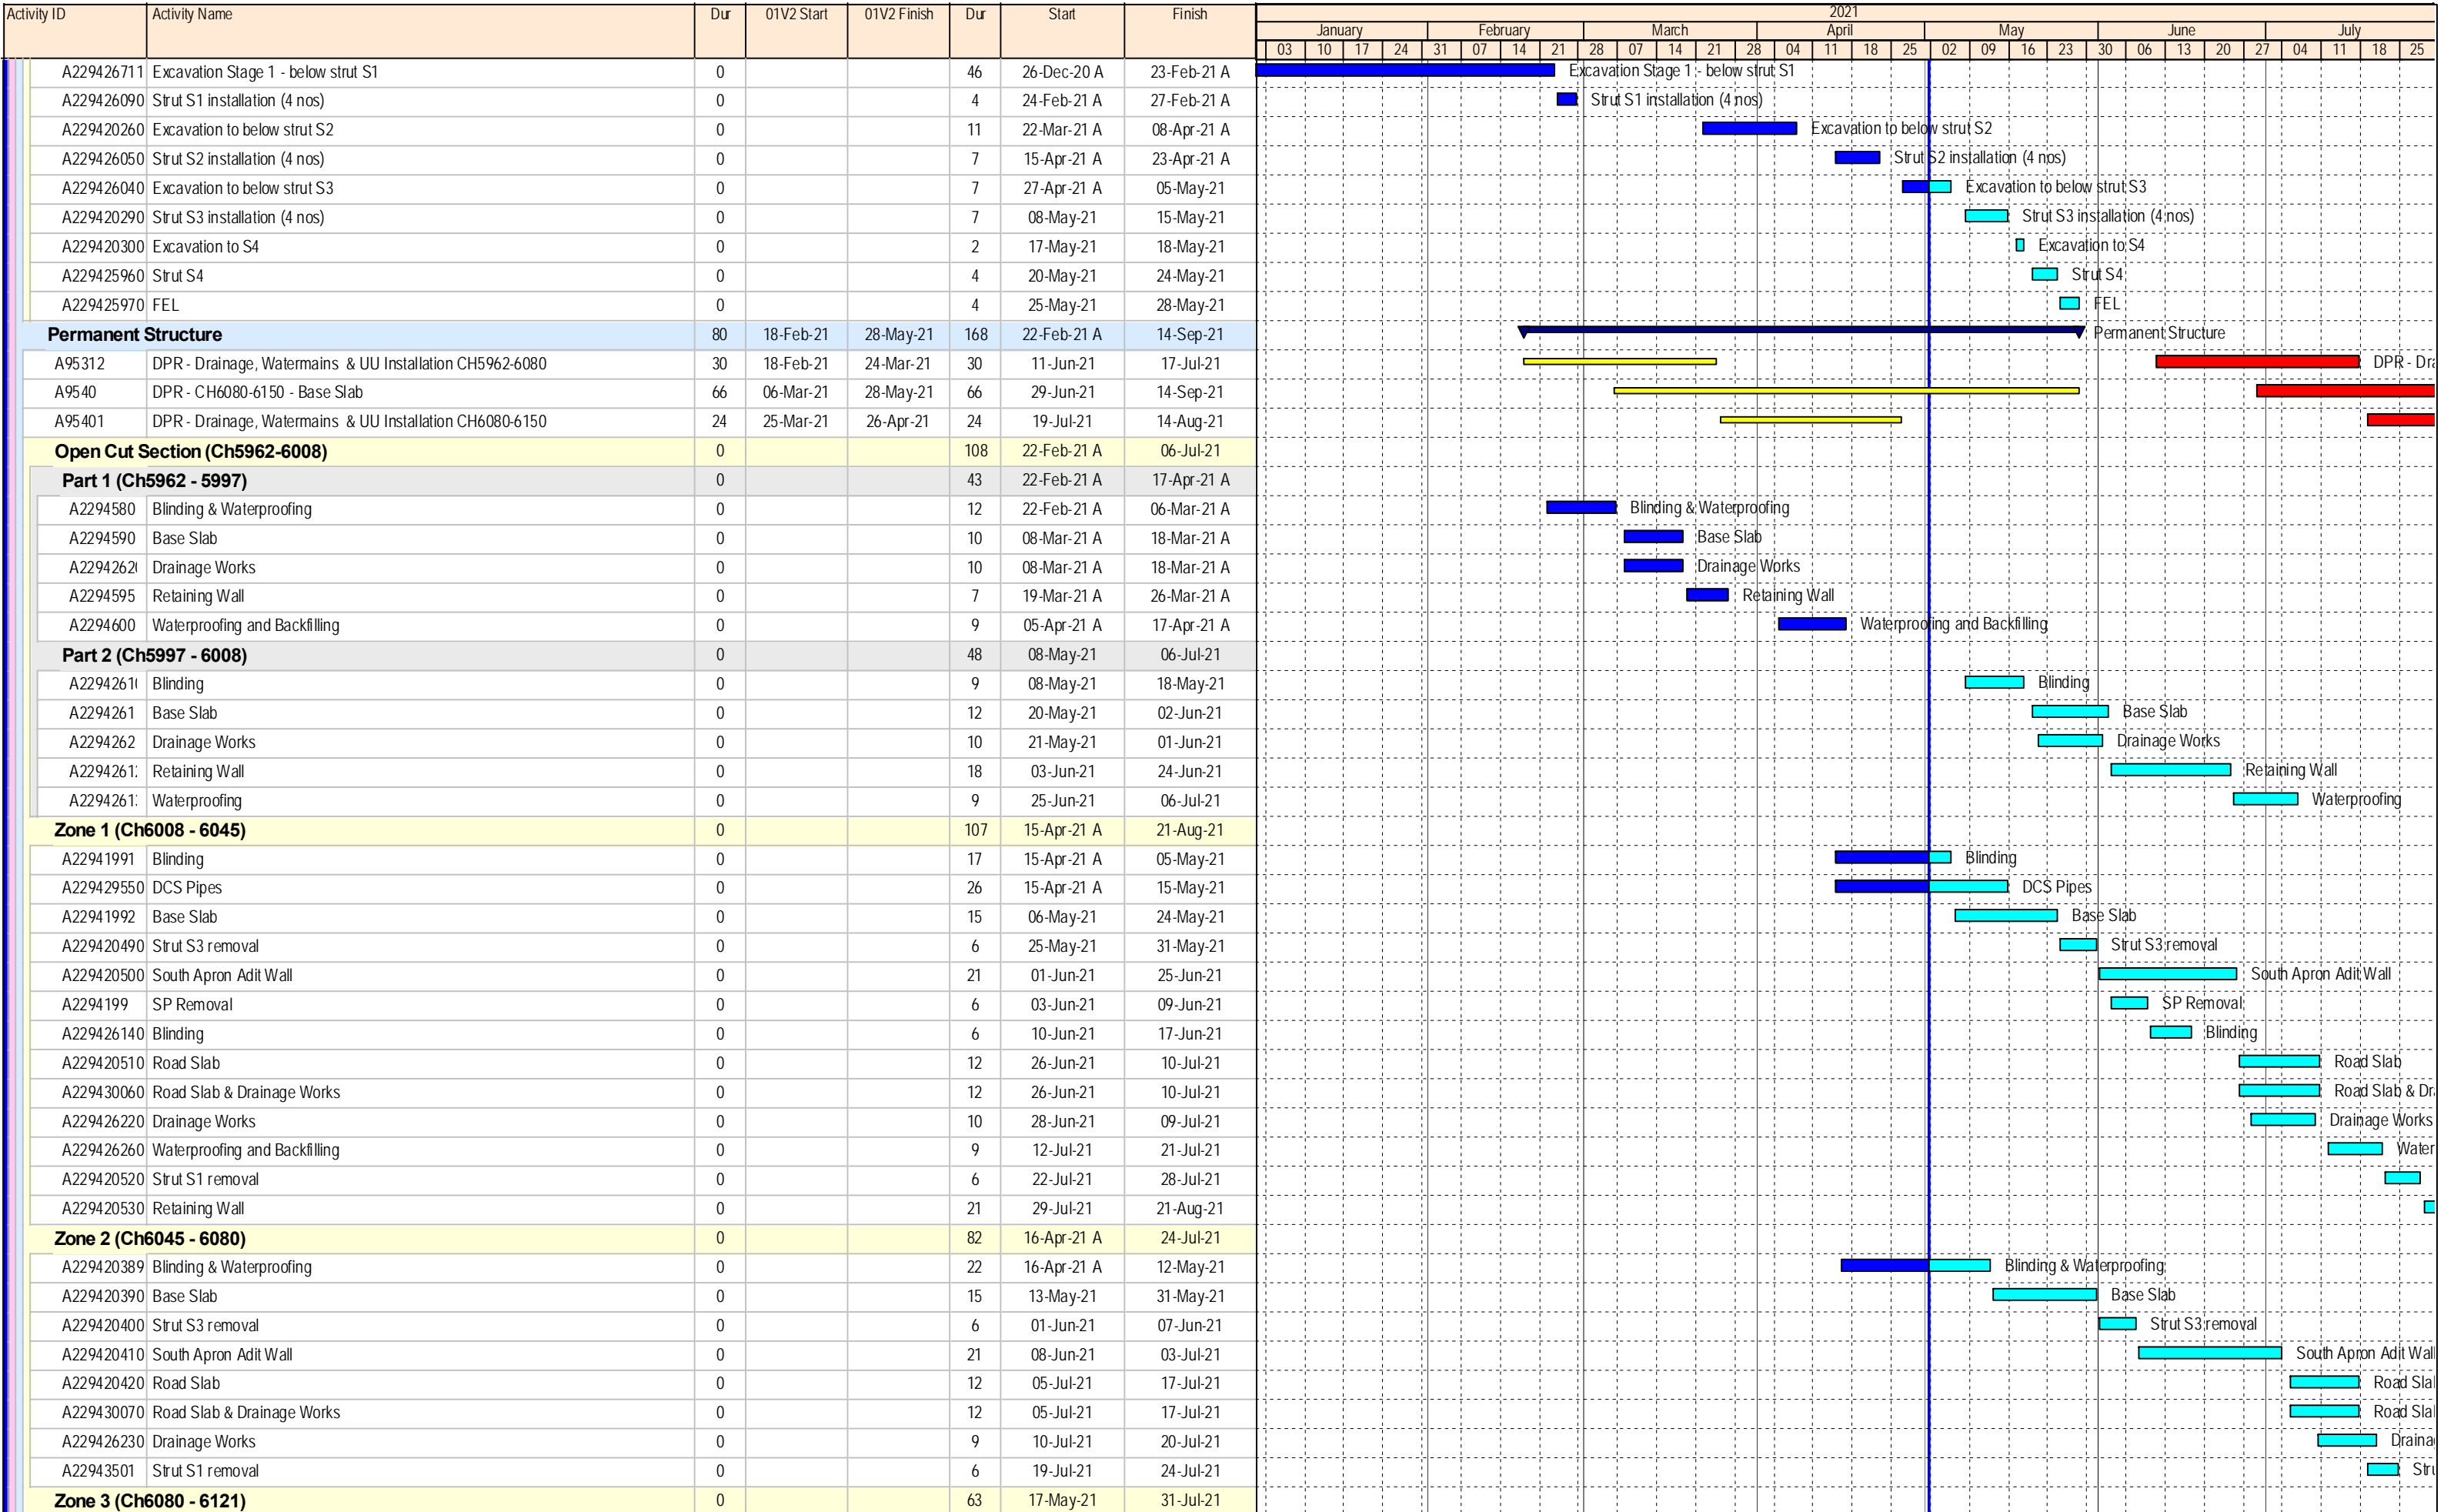 Activity ID Activity Name Dur 01V2 Start 01V2 Finish Dur Start Finish 2021
January February March April May June July
03 10 17 24 31 07 14 21 28 07 14 21 28 04 11 18 25 02 09 16 23 30 06 13 20 27 04 11 18 25
A229426711 Excavation Stage 1 - below strut S1 0 46 26-Dec-20 A 23-Feb-21 A Excavation Stage 1 - below strut S1
A229426090 Strut S1 installation (4 nos) 0 4 24-Feb-21 A 27-Feb-21 A Strut S1 installation (4 nos)
A229420260 Excavation to below strut S2 0 11 22-Mar-21 A 08-Apr-21 A Excavation to below strut S2
A229426050 Strut S2 installation (4 nos) 0 7 15-Apr-21 A 23-Apr-21 A Strut S2 installation (4 nos)
A229426040 Excavation to below strut S3 0 7 27-Apr-21 A 05-May-21 Excavation to below strut S3
A229420290 Strut S3 installation (4 nos) 0 7 08-May-21 15-May-21 Strut S3 installation (4 nos)
A229420300 Excavation to S4 0 2 17-May-21 18-May-21 Excavation to S4
A229425960 Strut S4 0 4 20-May-21 24-May-21 Strut S4
A229425970 FEL 0 4 25-May-21 28-May-21 FEL
Permanent Structure 80 18-Feb-21 28-May-21 168 22-Feb-21 A 14-Sep-21 Permanent Structure
A95312 DPR - Drainage, Watermains & UU Installation CH5962-6080 30 18-Feb-21 24-Mar-21 30 11-Jun-21 17-Jul-21 DPR - Dra
A9540 DPR - CH6080-6150 - Base Slab 66 06-Mar-21 28-May-21 66 29-Jun-21 14-Sep-21
A95401 DPR - Drainage, Watermains & UU Installation CH6080-6150 24 25-Mar-21 26-Apr-21 24 19-Jul-21 14-Aug-21
Open Cut Section (Ch5962-6008) 0 108 22-Feb-21 A 06-Jul-21
Part 1 (Ch5962 - 5997) 0 43 22-Feb-21 A 17-Apr-21 A
A2294580 Blinding & Waterproofing 0 12 22-Feb-21 A 06-Mar-21 A Blinding & Waterproofing
A2294590 Base Slab 0 10 08-Mar-21 A 18-Mar-21 A Base Slab
A2294262 Drainage Works 0 10 08-Mar-21 A 18-Mar-21 A Drainage Works
A2294595 Retaining Wall 0 7 19-Mar-21 A 26-Mar-21 A Retaining Wall
A2294600 Waterproofing and Backfilling 0 9 05-Apr-21 A 17-Apr-21 A Waterproofing and Backfilling
Part 2 (Ch5997 - 6008) 0 48 08-May-21 06-Jul-21
A2294261 Blinding 0 9 08-May-21 18-May-21 Blinding
A2294261 Base Slab 0 12 20-May-21 02-Jun-21 Base Slab
A2294262 Drainage Works 0 10 21-May-21 01-Jun-21 Drainage Works
A2294261 Retaining Wall 0 18 03-Jun-21 24-Jun-21 Retaining Wall
A2294261 Waterproofing 0 9 25-Jun-21 06-Jul-21 Waterproofing
Zone 1 (Ch6008 - 6045) 0 107 15-Apr-21 A 21-Aug-21
A22941991 Blinding 0 17 15-Apr-21 A 05-May-21 Blinding
A229429550 DCS Pipes 0 26 15-Apr-21 A 15-May-21 DCS Pipes
A22941992 Base Slab 0 15 06-May-21 24-May-21 Base Slab
A229420490 Strut S3 removal 0 6 25-May-21 31-May-21 Strut S3 removal
A229420500 South Apron Adit Wall 0 21 01-Jun-21 25-Jun-21 South Apron Adit Wall
A2294199 SP Removal 0 6 03-Jun-21 09-Jun-21 SP Removal
A229426140 Blinding 0 6 10-Jun-21 17-Jun-21 Blinding
A229420510 Road Slab 0 12 26-Jun-21 10-Jul-21 Road Slab
A229430060 Road Slab & Drainage Works 0 12 26-Jun-21 10-Jul-21 Road Slab & Dr
A229426220 Drainage Works 0 10 28-Jun-21 09-Jul-21 Drainage Works
A229426260 Waterproofing and Backfilling 0 9 12-Jul-21 21-Jul-21 Water
A229420520 Strut S1 removal 0 6 22-Jul-21 28-Jul-21
A229420530 Retaining Wall 0 21 29-Jul-21 21-Aug-21
Zone 2 (Ch6045 - 6080) 0 82 16-Apr-21 A 24-Jul-21
A229420389 Blinding & Waterproofing 0 22 16-Apr-21 A 12-May-21 Blinding & Waterproofing
A229420390 Base Slab 0 15 13-May-21 31-May-21 Base Slab
A229420400 Strut S3 removal 0 6 01-Jun-21 07-Jun-21 Strut S3 removal
A229420410 South Apron Adit Wall 0 21 08-Jun-21 03-Jul-21 South Apron Adit Wall
A229420420 Road Slab 0 12 05-Jul-21 17-Jul-21 Road Sla
A229430070 Road Slab & Drainage Works 0 12 05-Jul-21 17-Jul-21 Road Sla
A229426230 Drainage Works 0 9 10-Jul-21 20-Jul-21 Draina
A22943501 Strut S1 removal 0 6 19-Jul-21 24-Jul-21 Stru
Zone 3 (Ch6080 - 6121) 0 63 17-May-21 31-Jul-21